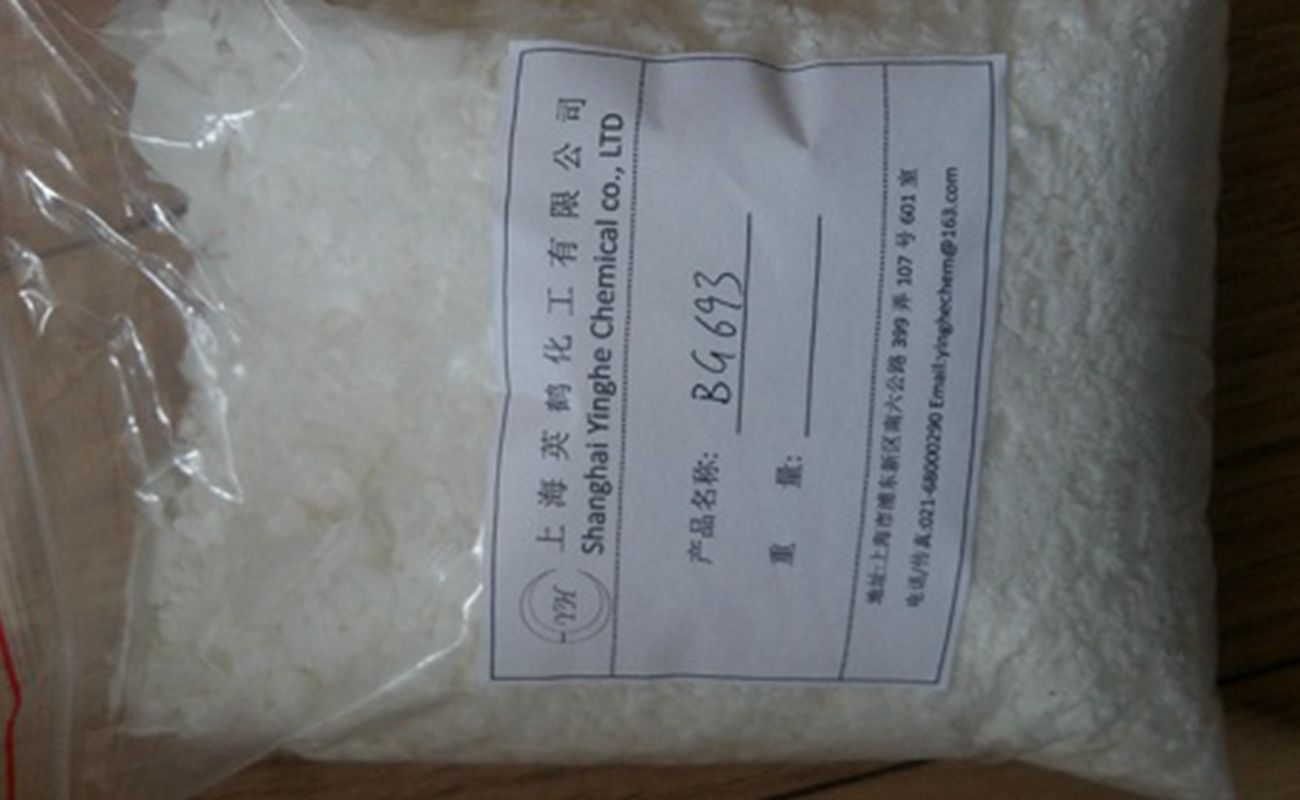 上海英鹤化工有限公司
YH Shanghai Yinghe Chemical co., LTD
产品名称: BG693
重 量:
地址:上海市浦东新区南六公路 399 弄 107 号 601 室
电话/传真:021-68000290 Email:yinghechem@163.com